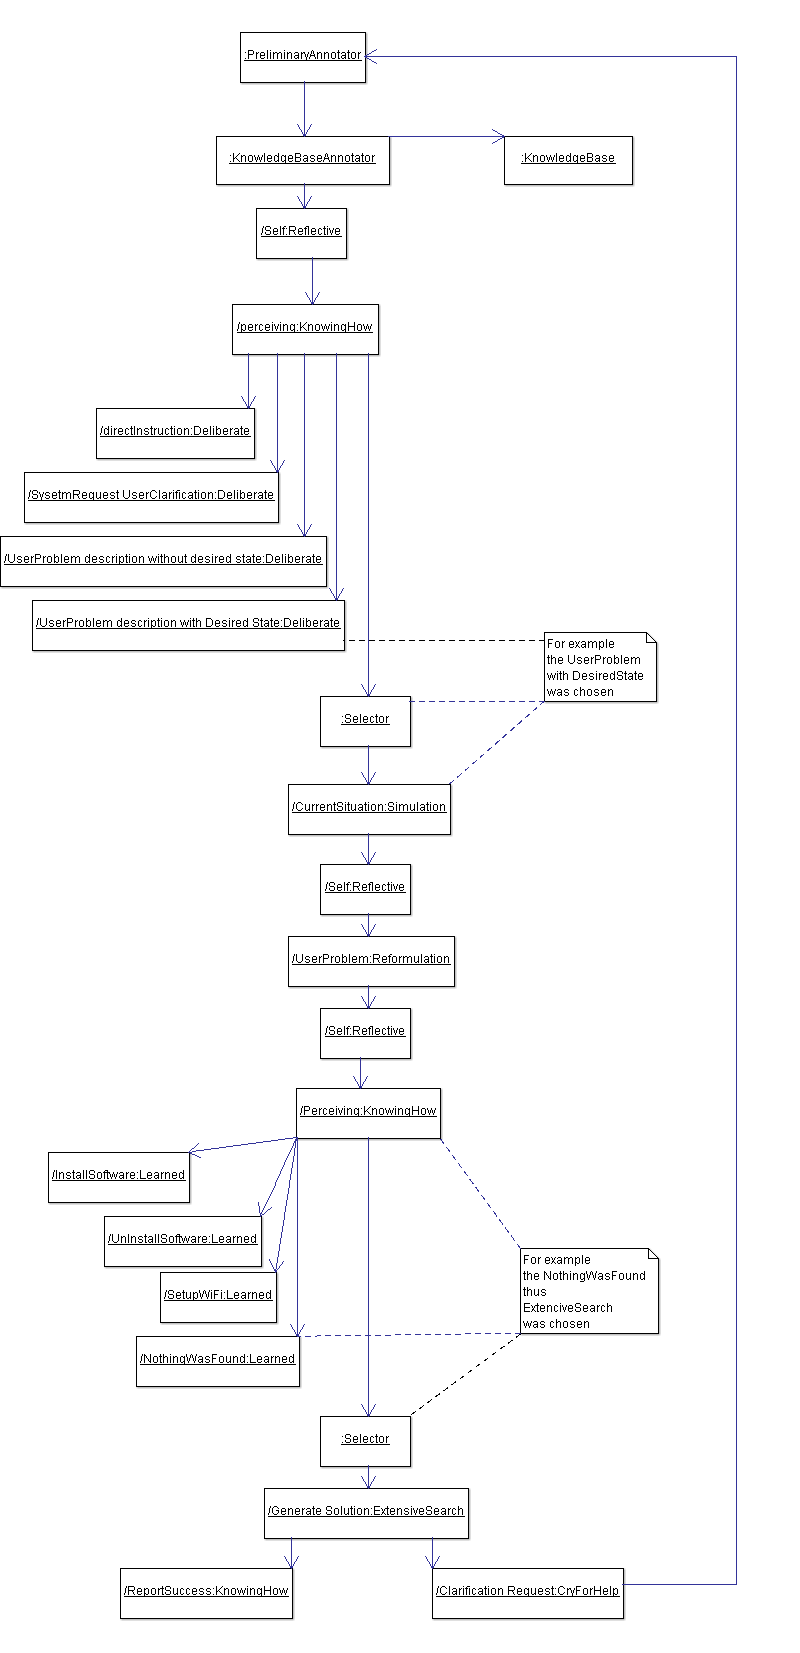 :PreliminaryAnnotator
:KnowledgeBaseAnnotator
:KnowledgeBase
/Self:Reflective
/perceiving:KnowingHow
/directInstruction:Deliberate
/SysetmRequest UserClarification:Deliberate
/UserProblem description without desired state:Deliberate
/UserProblem description with Desired State:Deliberate
For example
the UserProblem
with DesiredState
was chosen
:Selector
/CurrentSituation:Simulation
/Self:Reflective
/UserProblem:Reformulation
/Self:Reflective
/Perceiving:KnowingHow
/InstallSoftware:Learned
/UnInstallSoftware:Learned
/SetupWiFi:Learned
For example
the NothingWasFound
thus
ExtenciveSearch
was chosen
/NothingWasFound:Learned
:Selector
/Generate Solution:ExtensiveSearch
/ReportSuccess:KnowingHow
/Clarification Request:CryForHelp